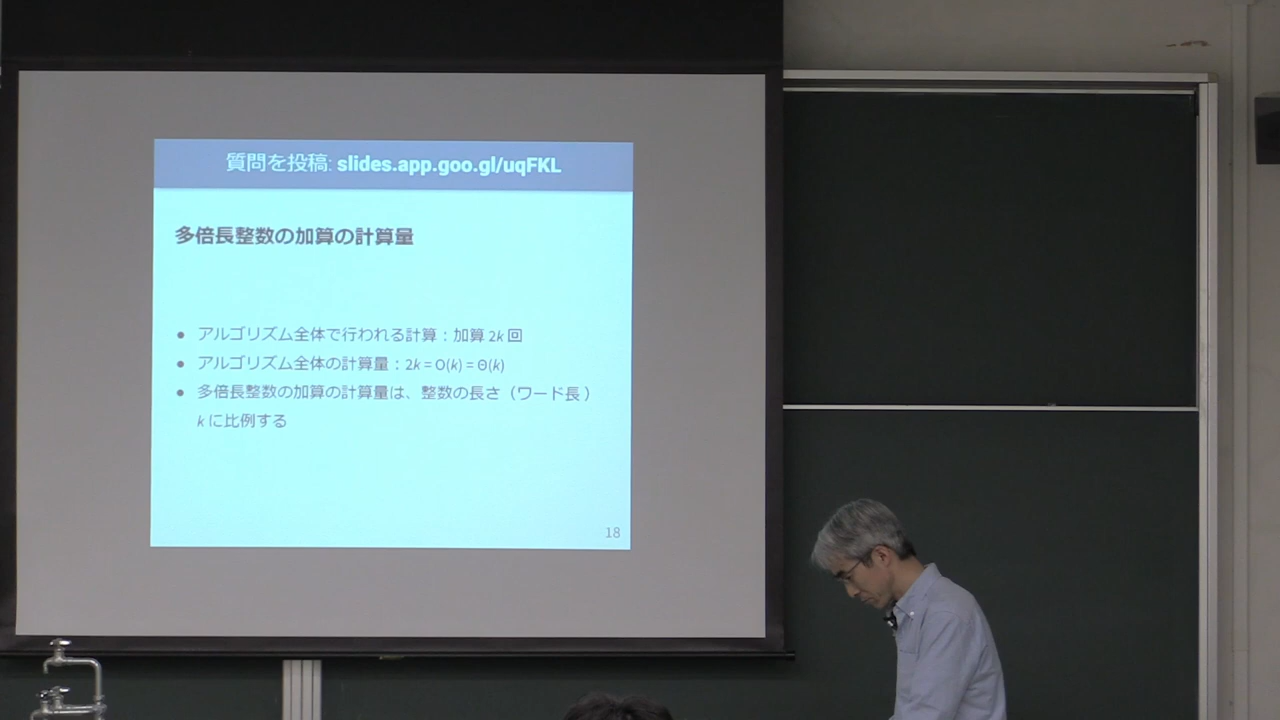 質問を投稿: slides.app.goo.gl/uqFKL
多倍長整数の加算の計算量
● アルゴリズム全体で行われる計算：加算 2k 回
● アルゴリズム全体の計算量：2k = O(k) = Θ(k)
● 多倍長整数の加算の計算量は、整数の長さ（ワード長）
k に比例する
18